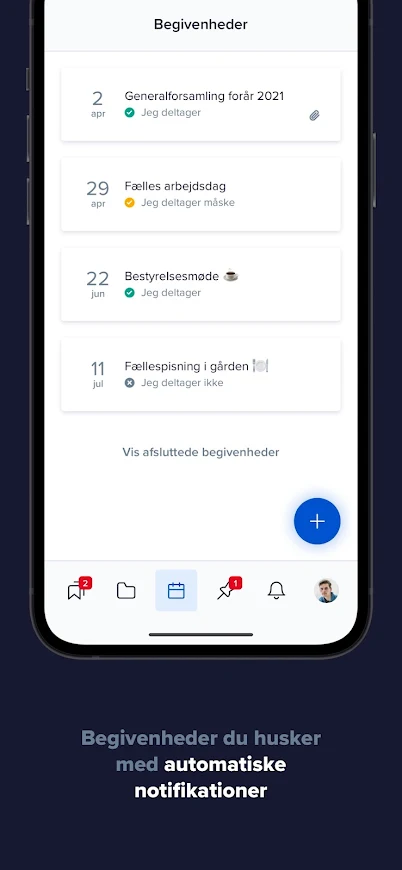 Begivenheder
2
apr
Generalforsamling forår 2021
Jeg deltager
29
apr
Fælles arbejdsdag
Jeg deltager måske
22
jun
Bestyrelsesmøde ☕
Jeg deltager
11
jul
Fællespisning i gården 🍽️
Jeg deltager ikke
Vis afsluttede begivenheder
2
1
Begivenheder du husker
med automatiske
notifikationer